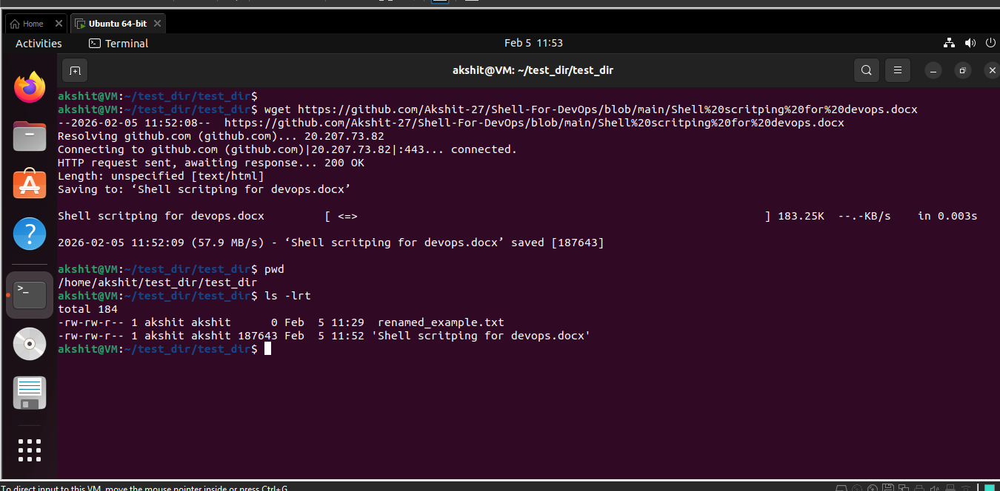 Home
Ubuntu 64-bit
Activities
Terminal
Feb 5 11:53
akshit@VM: ~/test_dir/test_dir
akshit@VM:~/test_dir/test_dir$
akshit@VM:~/test_dir/test_dir$ wget https://github.com/Akshit-27/Shell-For-DevOps/blob/main/Shell%20scritping%20for%20devops.docx
--2026-02-05 11:52:08--  https://github.com/Akshit-27/Shell-For-DevOps/blob/main/Shell%20scritping%20for%20devops.docx
Resolving github.com (github.com)... 20.207.73.82
Connecting to github.com (github.com)|20.207.73.82|:443... connected.
HTTP request sent, awaiting response... 200 OK
Length: unspecified [text/html]
Saving to: ‘Shell scritping for devops.docx’
Shell scritping for devops.docx [ <=> ] 183.25K --.-KB/s in 0.003s
2026-02-05 11:52:09 (57.9 MB/s) - ‘Shell scritping for devops.docx’ saved [187643]
akshit@VM:~/test_dir/test_dir$ pwd
/home/akshit/test_dir/test_dir
akshit@VM:~/test_dir/test_dir$ ls -lrt
total 184
-rw-rw-r-- 1 akshit akshit      0 Feb  5 11:29  renamed_example.txt
-rw-rw-r-- 1 akshit akshit 187643 Feb  5 11:52 'Shell scritping for devops.docx'
akshit@VM:~/test_dir/test_dir$
To direct input to this VM, move the mouse pointer inside or press Ctrl+G.